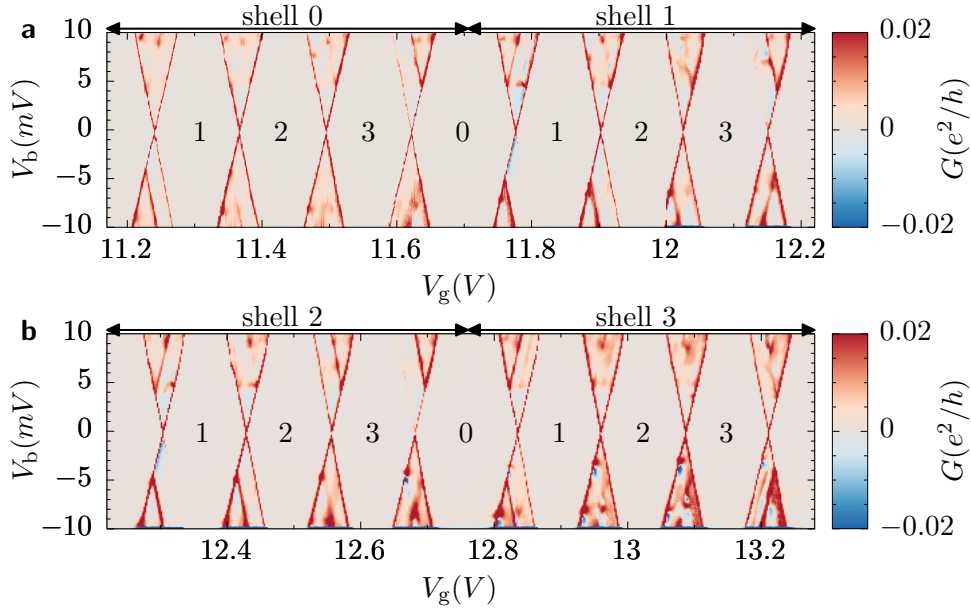 shell 0 shell 1
a
10
5
0
−5
−10
V_b(mV)
1 2 3 0 1 2 3
11.2 11.4 11.6 11.8 12 12.2
V_g(V)
0.02
0
−0.02
G(e²/h)
shell 2 shell 3
b
10
5
0
−5
−10
V_b(mV)
1 2 3 0 1 2 3
12.4 12.6 12.8 13 13.2
V_g(V)
0.02
0
−0.02
G(e²/h)